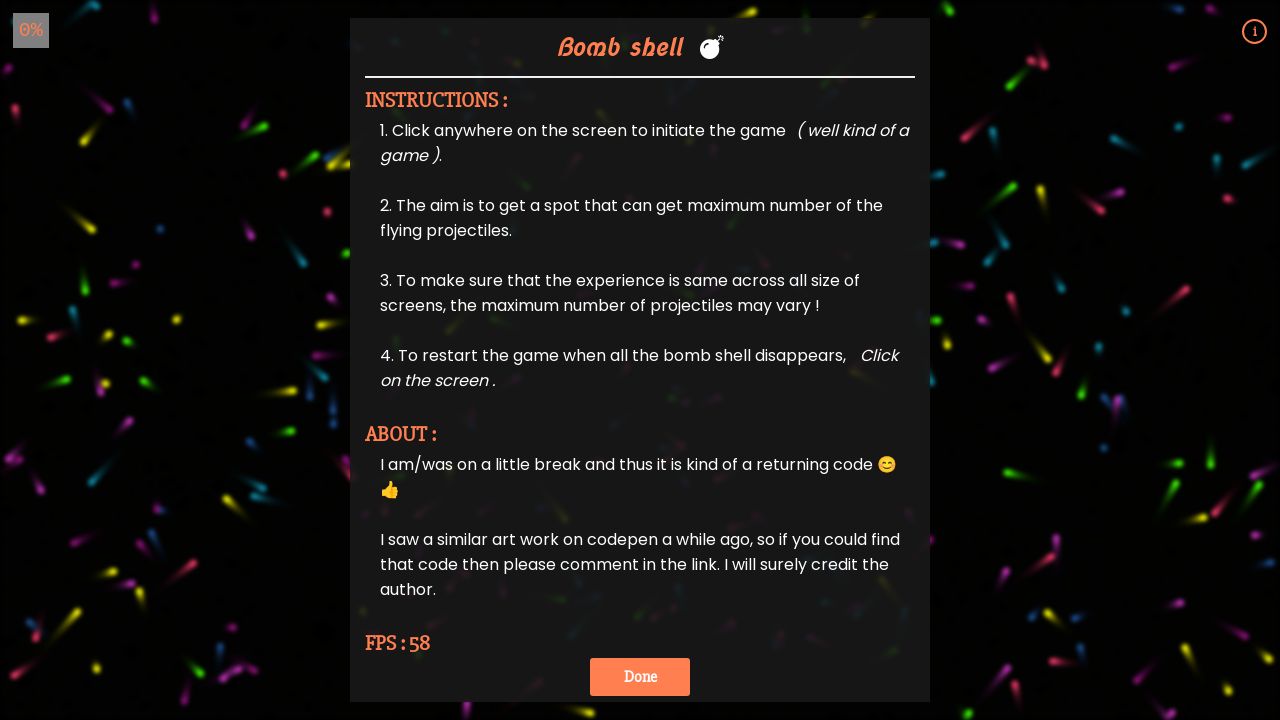 0%
i
Bomb shell 💣
INSTRUCTIONS :
1. Click anywhere on the screen to initiate the game ( well kind of a
game ).
2. The aim is to get a spot that can get maximum number of the
flying projectiles.
3. To make sure that the experience is same across all size of
screens, the maximum number of projectiles may vary !
4. To restart the game when all the bomb shell disappears, Click
on the screen .
ABOUT :
I am/was on a little break and thus it is kind of a returning code 😊
👍
I saw a similar art work on codepen a while ago, so if you could find
that code then please comment in the link. I will surely credit the
author.
FPS : 58
Done